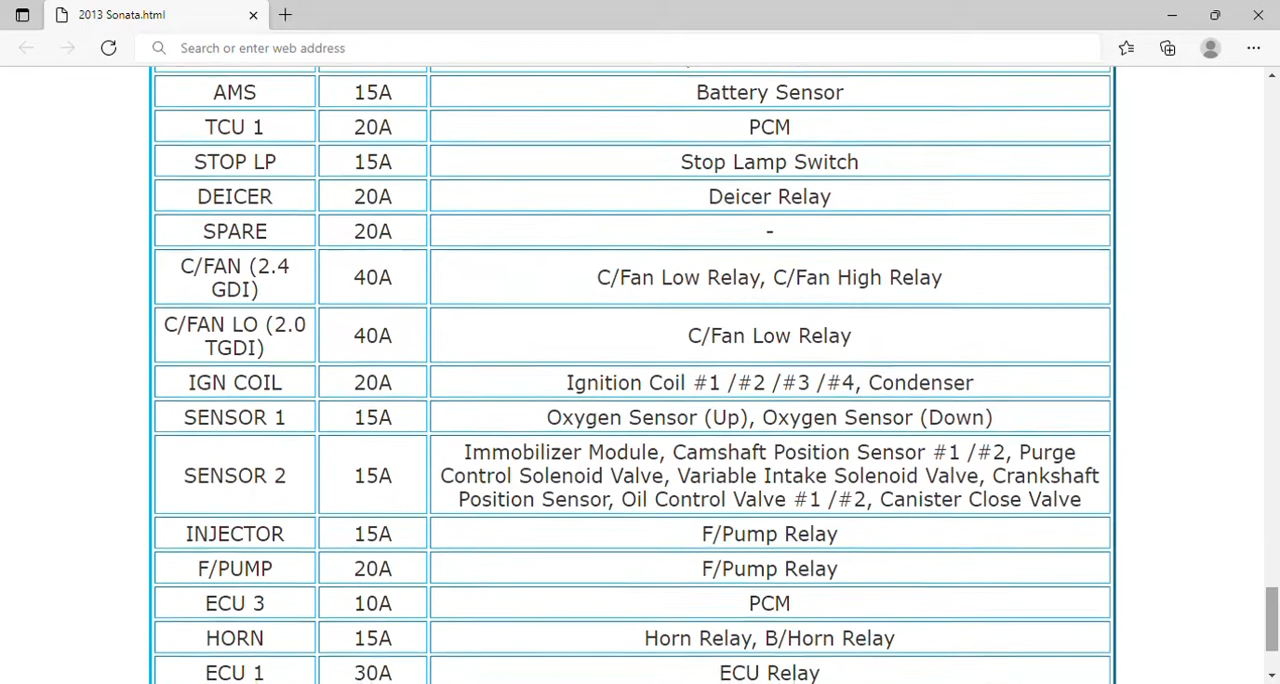 2013 Sonata.html
Search or enter web address
AMS 15A Battery Sensor
TCU 1 20A PCM
STOP LP 15A Stop Lamp Switch
DEICER 20A Deicer Relay
SPARE 20A -
C/FAN (2.4
GDI) 40A C/Fan Low Relay, C/Fan High Relay
C/FAN LO (2.0
TGDI) 40A C/Fan Low Relay
IGN COIL 20A Ignition Coil #1 /#2 /#3 /#4, Condenser
SENSOR 1 15A Oxygen Sensor (Up), Oxygen Sensor (Down)
SENSOR 2 15A Immobilizer Module, Camshaft Position Sensor #1 /#2, Purge
Control Solenoid Valve, Variable Intake Solenoid Valve, Crankshaft
Position Sensor, Oil Control Valve #1 /#2, Canister Close Valve
INJECTOR 15A F/Pump Relay
F/PUMP 20A F/Pump Relay
ECU 3 10A PCM
HORN 15A Horn Relay, B/Horn Relay
ECU 1 30A ECU Relay